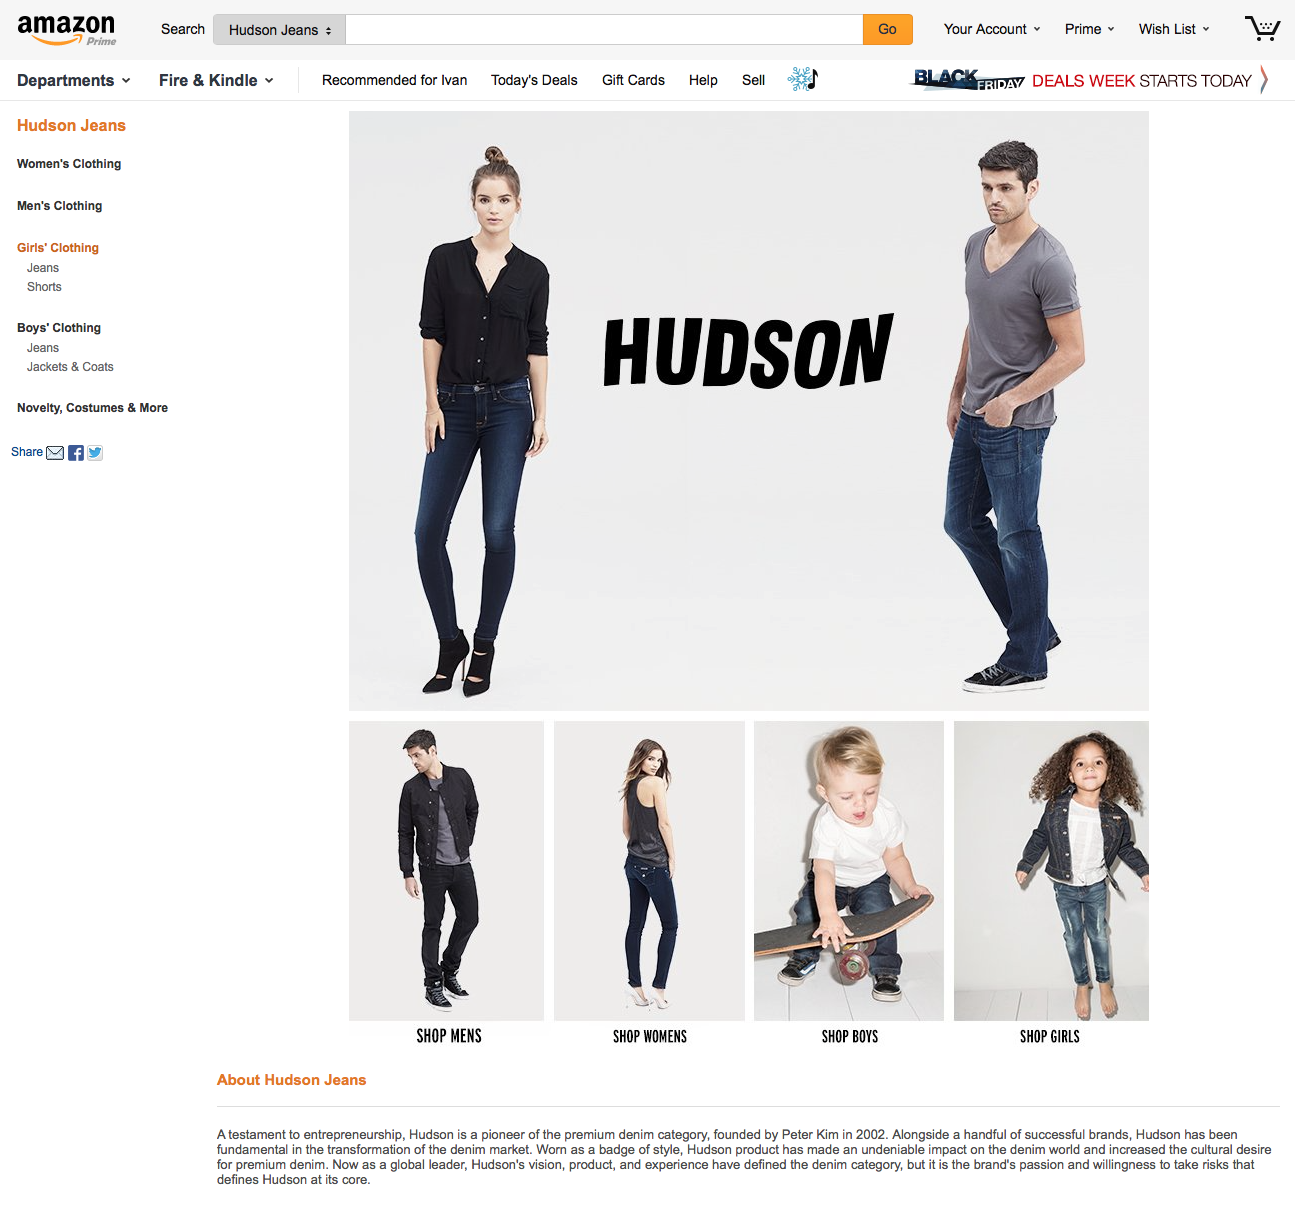 amazon
Prime
Search
Hudson Jeans
Go
Your Account
Prime
Wish List
Departments
Fire & Kindle
Recommended for Ivan
Today's Deals
Gift Cards
Help
Sell
BLACK FRIDAY DEALS WEEK STARTS TODAY
Hudson Jeans
Women's Clothing
Men's Clothing
Girls' Clothing
Jeans
Shorts
Boys' Clothing
Jeans
Jackets & Coats
Novelty, Costumes & More
Share
HUDSON
SHOP MENS
SHOP WOMENS
SHOP BOYS
SHOP GIRLS
About Hudson Jeans
A testament to entrepreneurship, Hudson is a pioneer of the premium denim category, founded by Peter Kim in 2002. Alongside a handful of successful brands, Hudson has been
fundamental in the transformation of the denim market. Worn as a badge of style, Hudson product has made an undeniable impact on the denim world and increased the cultural desire
for premium denim. Now as a global leader, Hudson's vision, product, and experience have defined the denim category, but it is the brand's passion and willingness to take risks that
defines Hudson at its core.